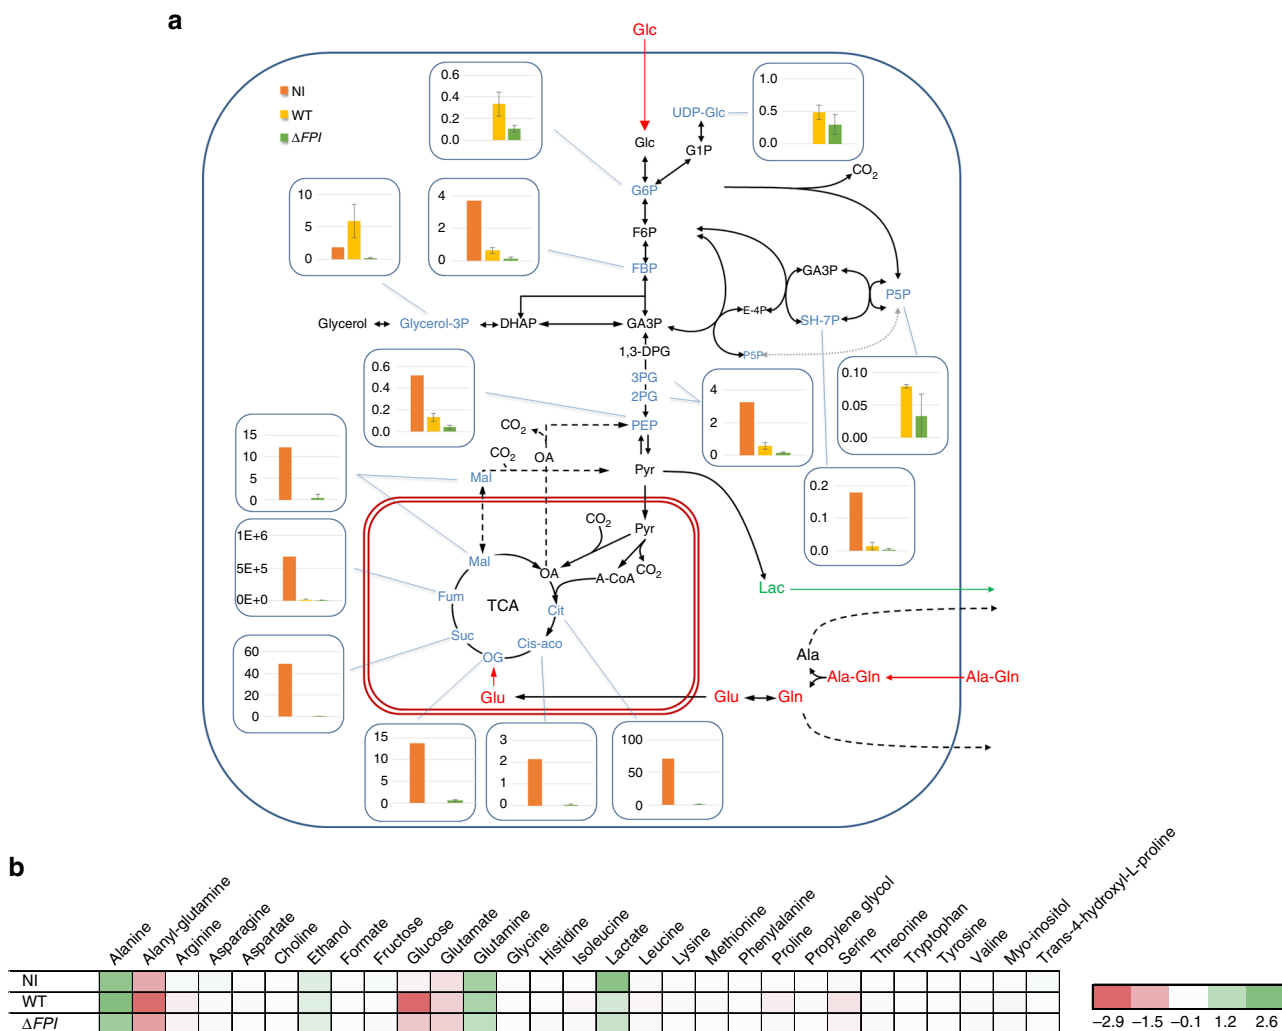 a
Glc
NI
WT
ΔFPI
0.6
0.4
0.2
0.0
1.0
0.5
0.0
UDP-Glc
Glc
G1P
CO2
G6P
10
5
0
4
2
0
F6P
GA3P
FBP
P5P
E-4P
SH-7P
Glycerol
Glycerol-3P
DHAP
GA3P
1,3-DPG
P5P
0.6
0.4
0.2
0.0
3PG
2PG
4
2
0
0.10
0.05
0.00
PEP
CO2
OA
CO2
Pyr
Mal
15
10
5
0
0.2
0.1
0.0
1E+6
5E+5
0E+0
CO2
Pyr
Mal
OA
A-CoA
CO2
Lac
Fum
TCA
Cit
Suc
Cis-aco
OG
60
40
20
0
Ala
Ala-Gln
Ala-Gln
Glu
Glu
Gln
15
10
5
0
3
2
1
0
100
50
0
b
Alanine
Alanyl-glutamine
Arginine
Asparagine
Aspartate
Choline
Ethanol
Formate
Fructose
Glucose
Glutamate
Glutamine
Glycine
Histidine
Isoleucine
Lactate
Leucine
Lysine
Methionine
Phenylalanine
Proline
Propylene glycol
Serine
Threonine
Tryptophan
Tyrosine
Valine
Myo-inositol
Trans-4-hydroxyl-L-proline
NI
WT
ΔFPI
−2.9 −1.5 −0.1 1.2 2.6